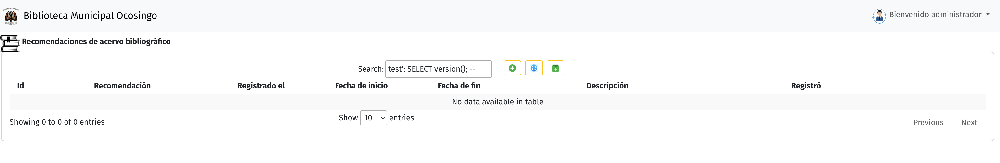 Biblioteca Municipal Ocosingo
Bienvenido administrador
Recomendaciones de acervo bibliográfico
Search: test'; SELECT version(); --
Id Recomendación Registrado el Fecha de inicio Fecha de fin Descripción Registró
No data available in table
Show 10 entries
Showing 0 to 0 of 0 entries
Previous Next